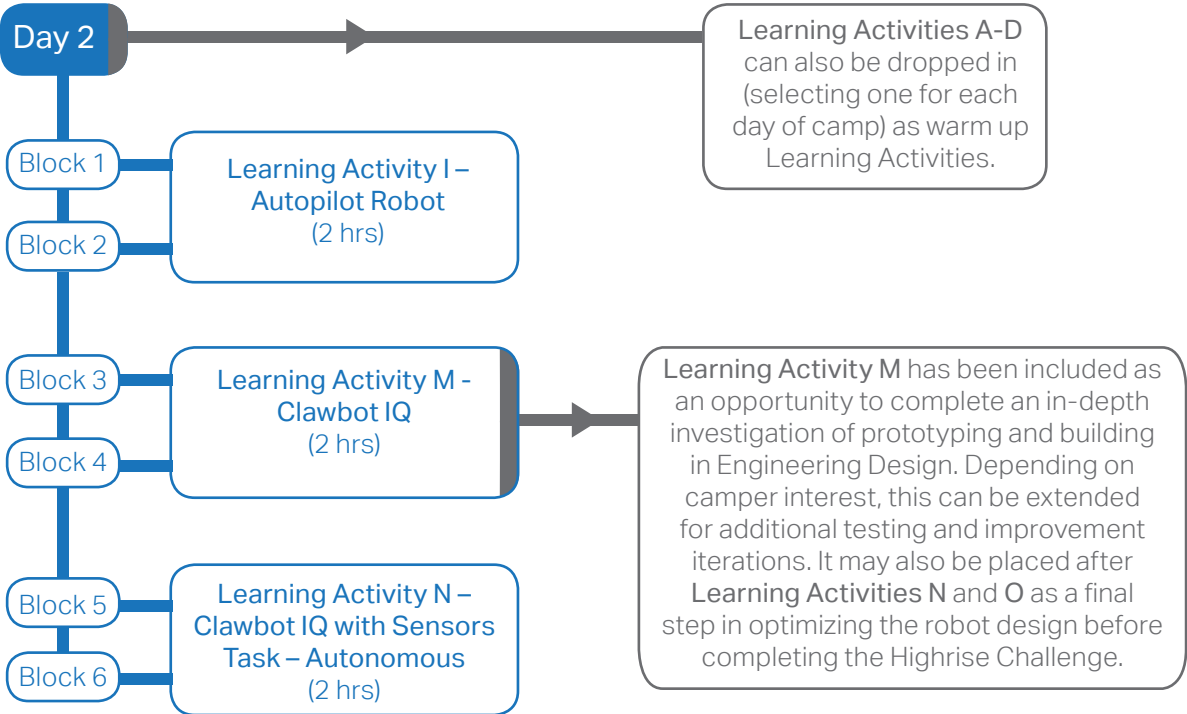 Day 2
Learning Activities A-D
can also be dropped in
(selecting one for each
day of camp) as warm up
Learning Activities.
Block 1
Block 2
Learning Activity I –
Autopilot Robot
(2 hrs)
Block 3
Block 4
Learning Activity M -
Clawbot IQ
(2 hrs)
Learning Activity M has been included as
an opportunity to complete an in-depth
investigation of prototyping and building
in Engineering Design. Depending on
camper interest, this can be extended
for additional testing and improvement
iterations. It may also be placed after
Learning Activities N and O as a final
step in optimizing the robot design before
completing the Highrise Challenge.
Block 5
Block 6
Learning Activity N –
Clawbot IQ with Sensors
Task – Autonomous
(2 hrs)